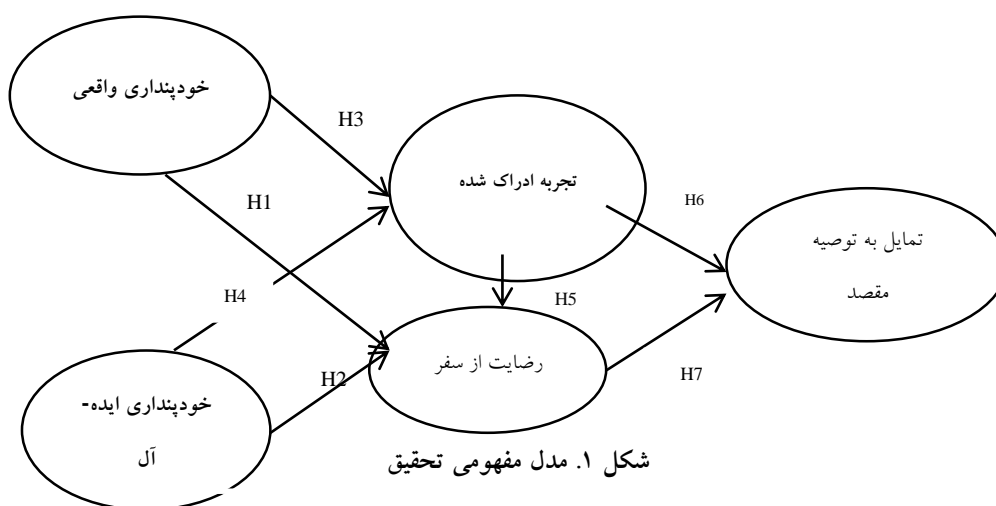 خودپنداری واقعی
H3
تجربه ادراک شده
H1
H6
تمایل به توصیه
مقصد
H4
H5
رضایت از سفر
H2
H7
خودپنداری ایده-
آل
شکل ۱. مدل مفهومی تحقیق